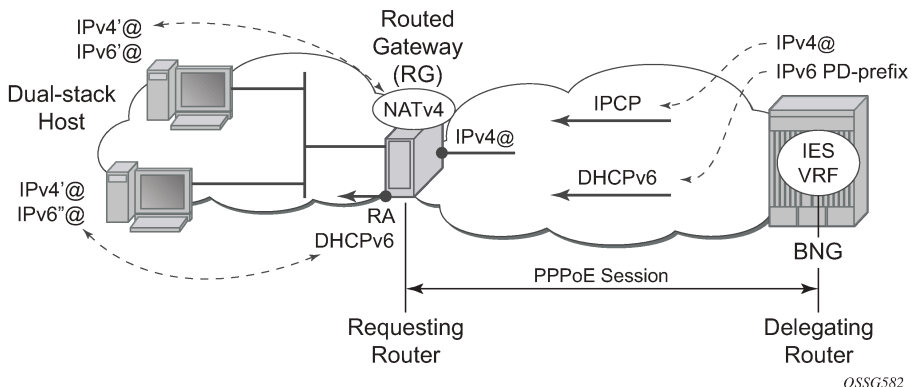 IPv4’@
IPv6’@
Dual-stack
Host
IPv4’@
IPv6”@
Routed
Gateway
(RG)
NATv4
IPv4@
RA
DHCPv6
IPCP
DHCPv6
IPv4@
IPv6 PD-prefix
IES
VRF
BNG
PPPoE Session
Requesting
Router
Delegating
Router
OSSG582